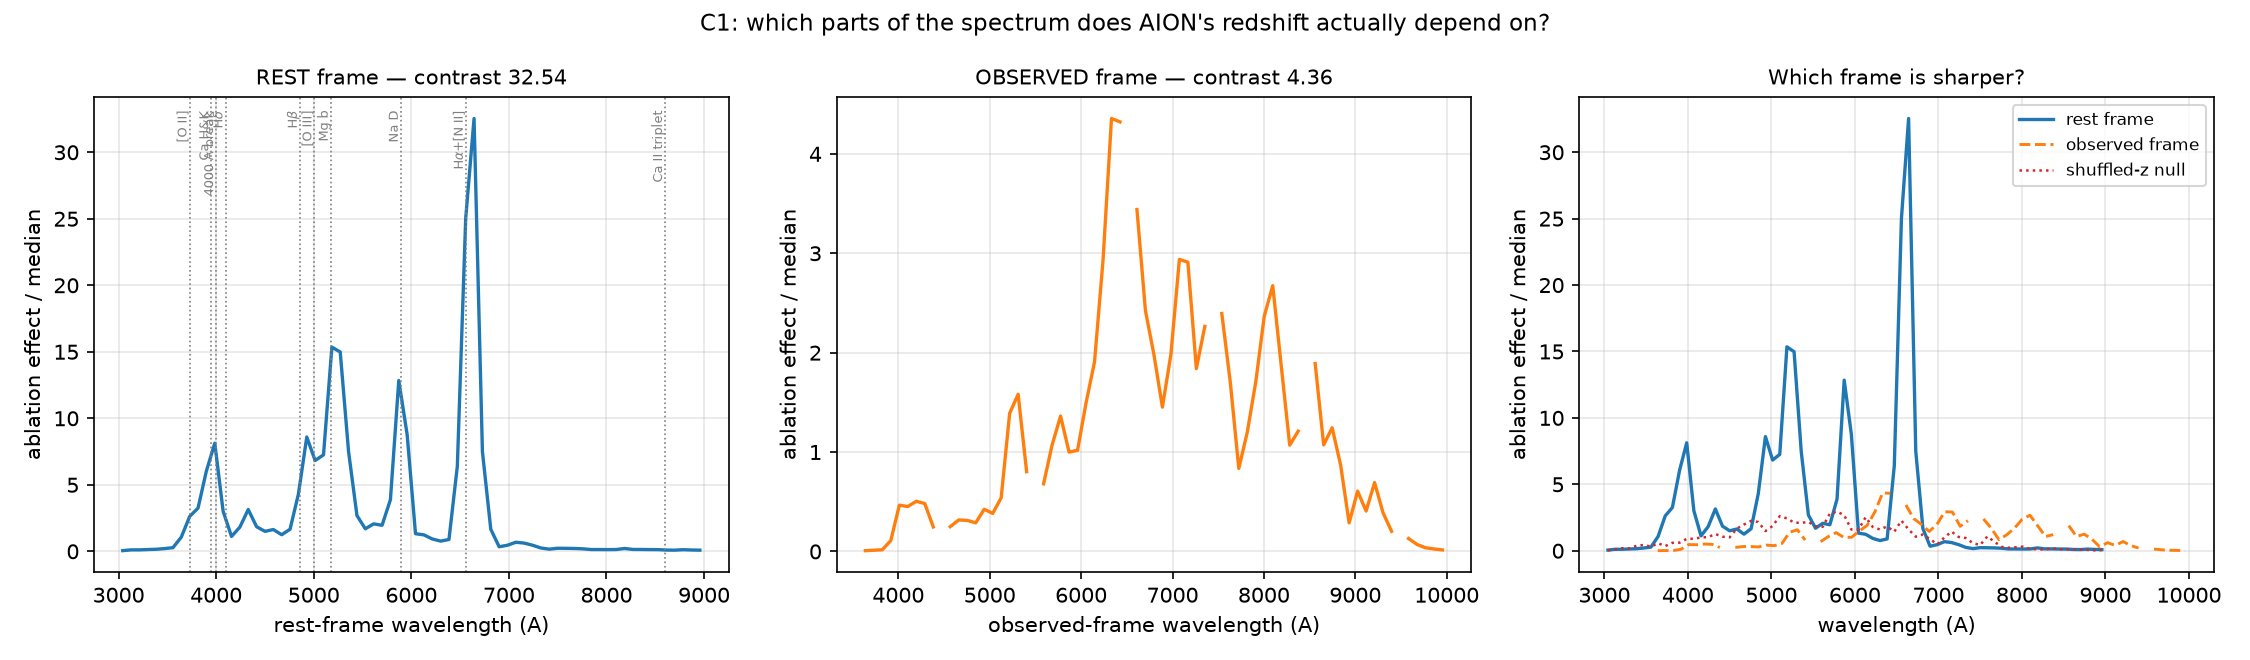 C1: which parts of the spectrum does AION's redshift actually depend on?
REST frame — contrast 32.54
ablation effect / median
30
25
20
15
10
5
0
[O II]
Ca H&K
4000 Å break
Hδ
Hβ
[O III]
Mg b
Na D
Hα+[N II]
Ca II triplet
3000 4000 5000 6000 7000 8000 9000
rest-frame wavelength (A)
OBSERVED frame — contrast 4.36
ablation effect / median
4
3
2
1
0
4000 5000 6000 7000 8000 9000 10000
observed-frame wavelength (A)
Which frame is sharper?
ablation effect / median
30
25
20
15
10
5
0
rest frame
observed frame
shuffled-z null
3000 4000 5000 6000 7000 8000 9000 10000
wavelength (A)